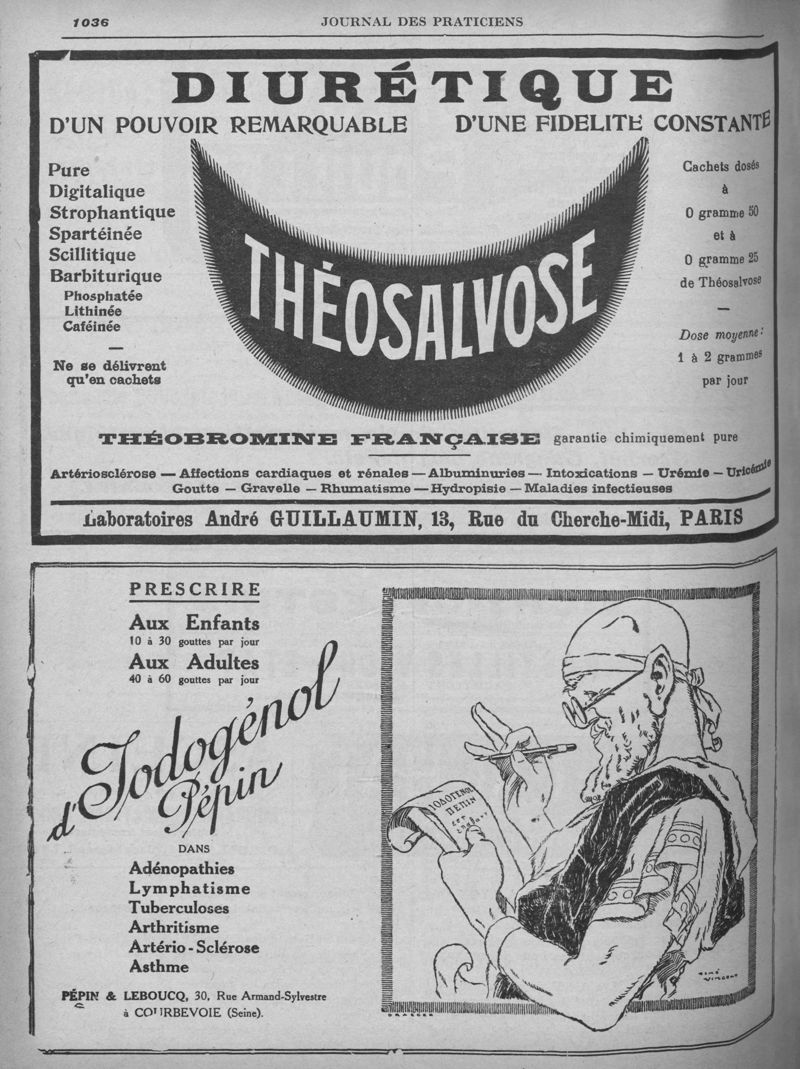 1036
JOURNAL DES PRATICIENS
DIURÉTIQUE
D'UN POUVOIR REMARQUABLE D'UNE FIDELITÉ CONSTANTE
Pure
Digitalique
Strophantique
Spartéinée
Scillitique
Barbiturique
Phosphatée
Lithinée
Caféinée
Ne se délivrent
qu'en cachets
THÉOSALVOSE
Cachets dosés
à
0 gramme 50
et à
0 gramme 25
de Théosalvose
Dose moyenne:
1 à 2 grammes
par jour
THÉOBROMINE FRANÇAISE garantie chimiquement pure
Artériosclérose — Affections cardiaques et rénales — Albuminuries — Intoxications — Urémie — Uricémie
Goutte — Gravelle — Rhumatisme — Hydropisie — Maladies infectieuses
Laboratoires André GUILLAUMIN, 13, Rue du Cherche-Midi, PARIS
PRESCRIRE
Aux Enfants
10 à 30 gouttes par jour
Aux Adultes
40 à 60 gouttes par jour
d'Iodogénol
Pépin
DANS
Adénopathies
Lymphatisme
Tuberculoses
Arthritisme
Artério-Sclérose
Asthme
PÉPIN & LEBOUCQ, 30, Rue Armand-Sylvestre
à COURBEVOIE (Seine).
ΙΟΔΟΓΕΝΟΛ
ΠΕΠΙΝ
RENÉ
VINCENT
DRAEGER